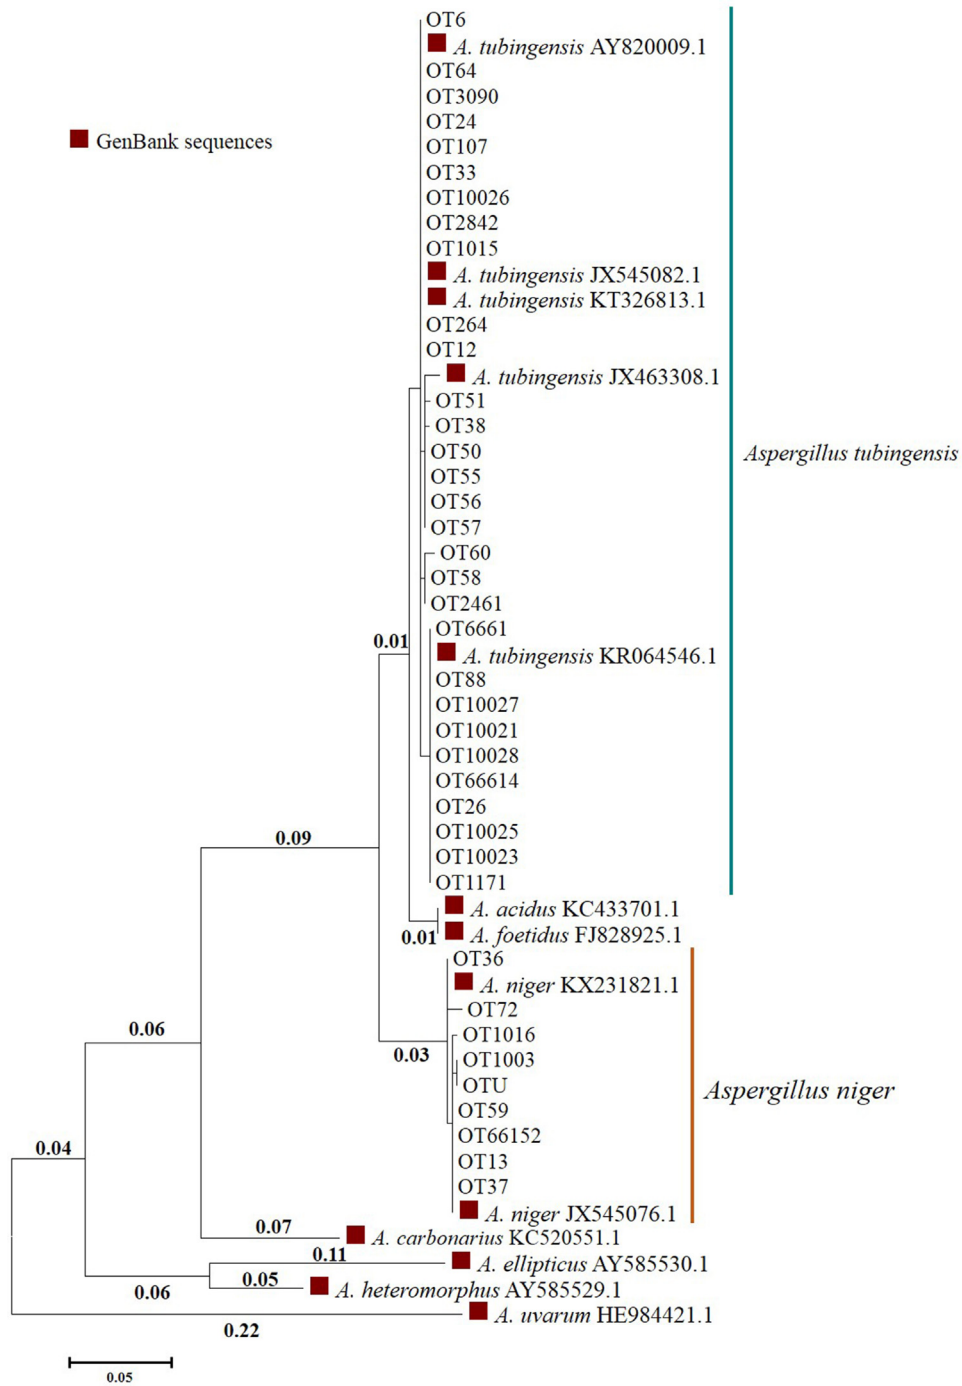 OT6
A. tubingensis AY820009.1
OT64
OT3090
OT24
GenBank sequences
OT107
OT33
OT10026
OT2842
OT1015
A. tubingensis JX545082.1
A. tubingensis KT326813.1
OT264
OT12
A. tubingensis JX463308.1
OT51
OT38
OT50
Aspergillus tubingensis
OT55
OT56
OT57
OT60
OT58
OT2461
OT6661
0.01
A. tubingensis KR064546.1
OT88
OT10027
OT10021
OT10028
OT66614
OT26
OT10025
0.09
OT10023
OT1171
A. acidus KC433701.1
A. foetidus FJ828925.1
0.01
OT36
A. niger KX231821.1
OT72
0.06
OT1016
0.03
OT1003
OTU
Aspergillus niger
OT59
OT66152
0.04
OT13
OT37
A. niger JX545076.1
0.07
A. carbonarius KC520551.1
0.11
A. ellipticus AY585530.1
0.05
0.06
A. heteromorphus AY585529.1
A. uvarum HE984421.1
0.22
0.05